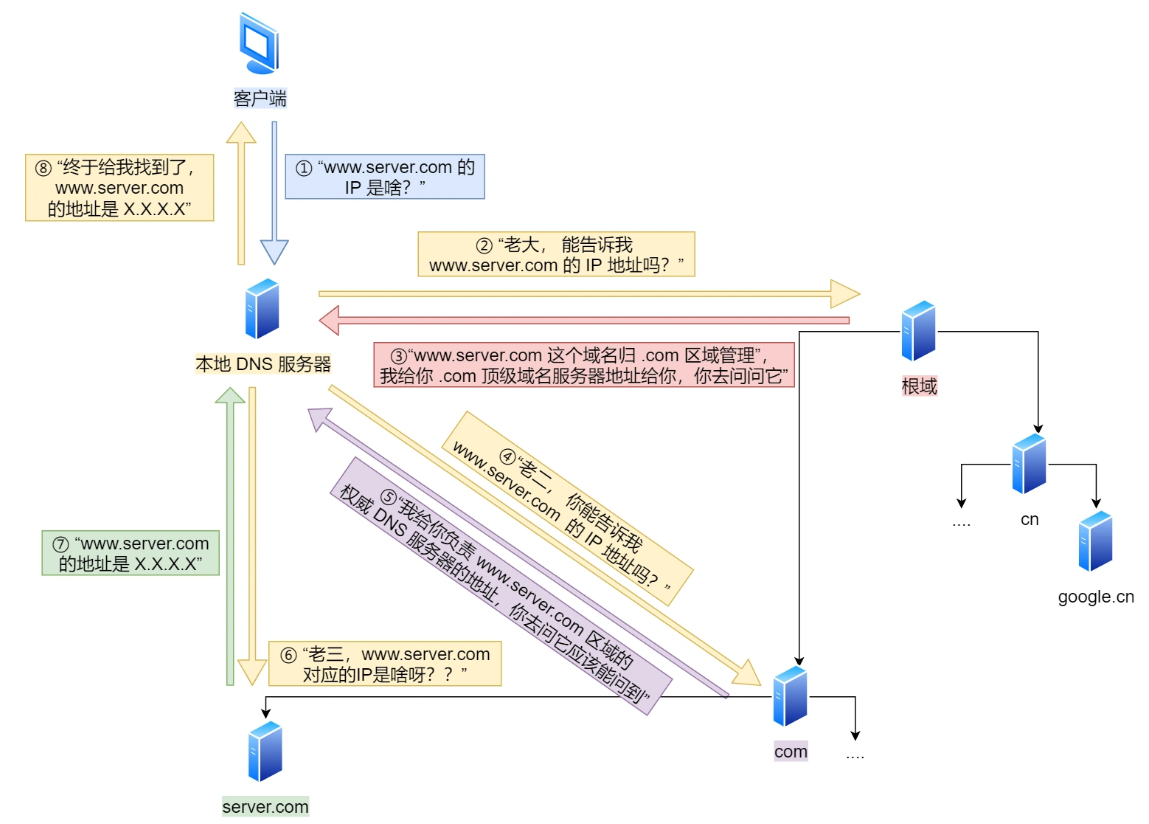 客户端
⑧ “终于给我找到了，
www.server.com
的地址是 X.X.X.X”
① “www.server.com 的
IP 是啥？”
② “老大， 能告诉我
www.server.com 的 IP 地址吗？”
本地 DNS 服务器
③“www.server.com 这个域名归 .com 区域管理”，
我给你 .com 顶级域名服务器地址给你，你去问问它”
根域
④ “老二， 你能告诉我
www.server.com 的 IP 地址吗？”
⑤ “我给你负责 www.server.com 区域的
权威 DNS 服务器的地址，你去问它应该能问到”
....
cn
google.cn
⑦ “www.server.com
的地址是 X.X.X.X”
⑥ “老三，www.server.com
对应的IP是啥呀？？”
com
....
server.com